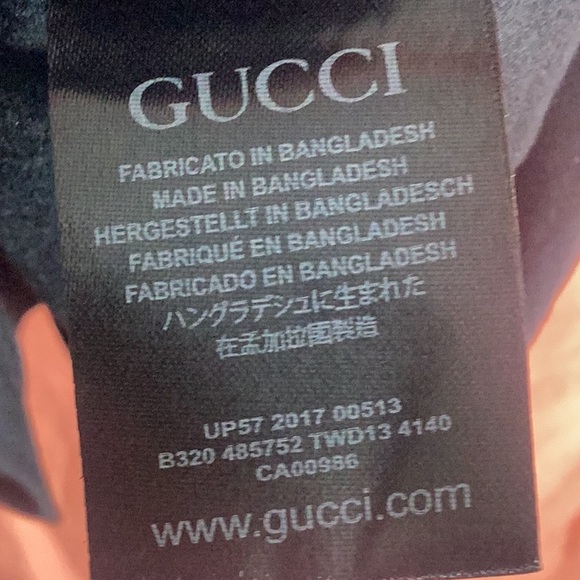 GUCCI
FABRICATO IN BANGLADESH
MADE IN BANGLADESH
HERGESTELLT IN BANGLADESCH
FABRIQUÉ EN BANGLADESH
FABRICADO EN BANGLADESH
ハングラデシュに生まれた
在孟加拉國製造
UP57 2017 00513
B320 485752 TWD13 4140
CA00986
www.gucci.com